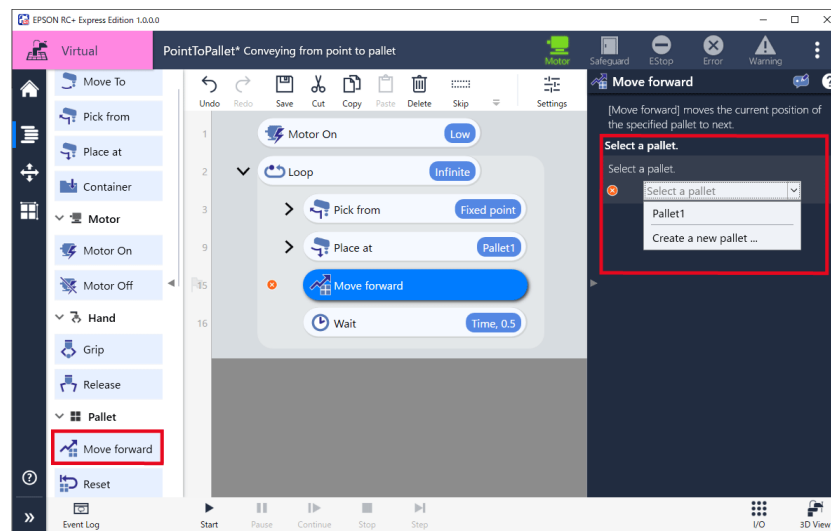 EPSON RC+ Express Edition 1.0.0.0
Virtual
PointToPallet* Conveying from point to pallet
Motor
Safeguard
EStop
Error
Warning
Move To
Pick from
Place at
Container
Motor
Motor On
Motor Off
Hand
Grip
Release
Pallet
Move forward
Reset
Undo
Redo
Save
Cut
Copy
Paste
Delete
Skip
Settings
1
Motor On
Low
2
Loop
Infinite
3
Pick from
Fixed point
9
Place at
Pallet1
15
Move forward
16
Wait
Time, 0.5
Move forward
?
[Move forward] moves the current position of
the specified pallet to next.
Select a pallet.
Select a pallet.
Select a pallet
Pallet1
Create a new pallet ...
?
Event Log
Start
Pause
Continue
Stop
Step
I/O
3D View